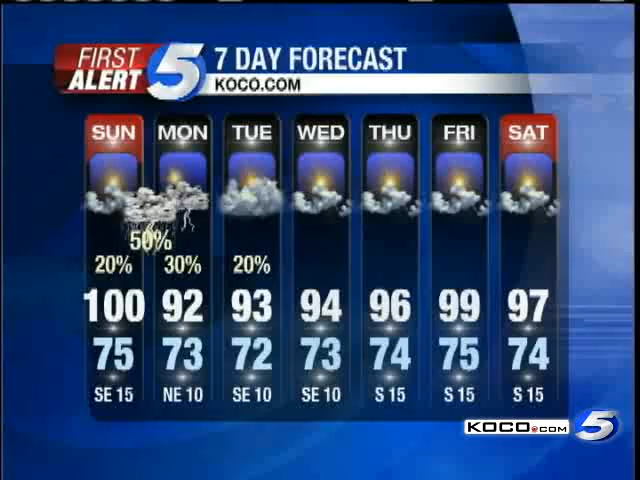 FIRST ALERT 5
7 DAY FORECAST
KOCO.COM
SUN MON TUE WED THU FRI SAT
50%
20% 30% 20%
100 92 93 94 96 99 97
75 73 72 73 74 75 74
SE 15 NE 10 SE 10 SE 10 S 15 S 15 S 15
KOCO.COM 5